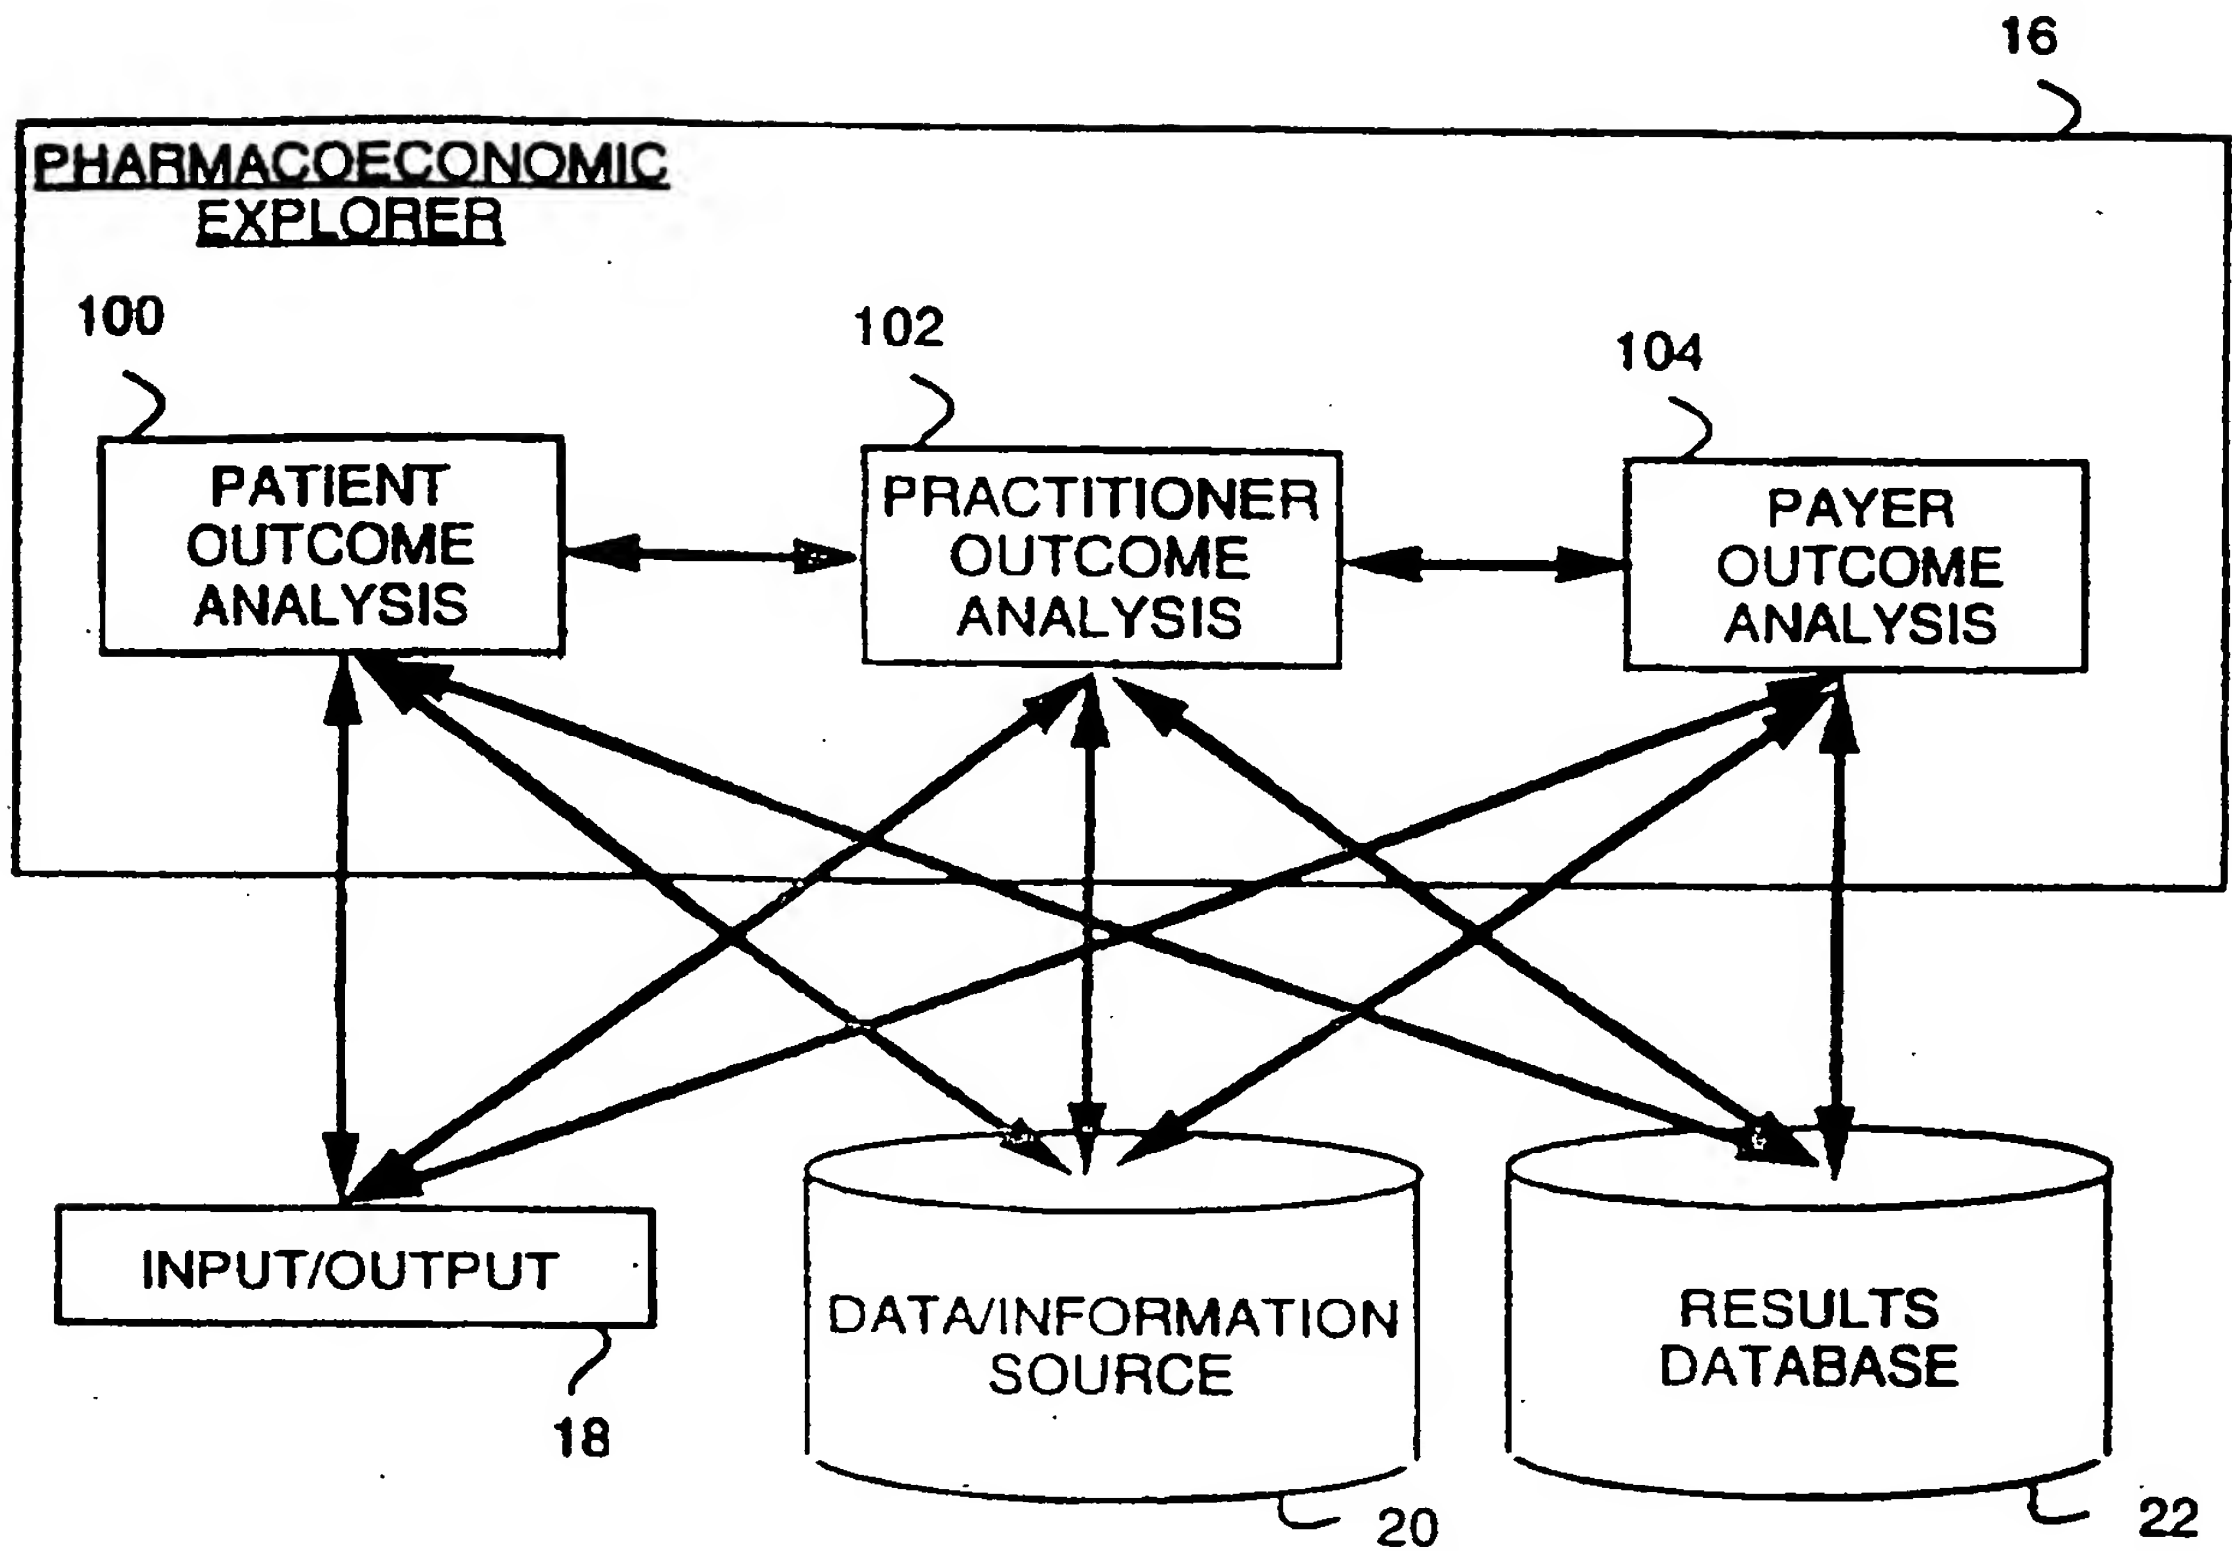 16
PHARMACOECONOMIC
EXPLORER
100
102
104
PATIENT
OUTCOME
ANALYSIS
PRACTITIONER
OUTCOME
ANALYSIS
PAYER
OUTCOME
ANALYSIS
INPUT/OUTPUT
18
DATA/INFORMATION
SOURCE
20
RESULTS
DATABASE
22